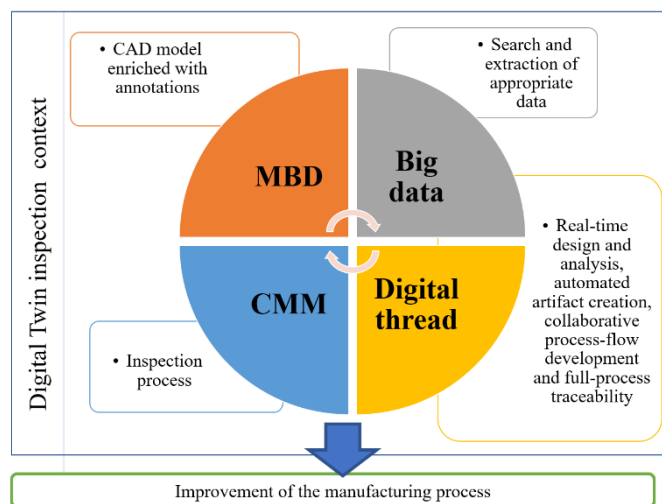 Digital Twin inspection
context
• CAD model
enriched with
annotations
• Search and
extraction of
appropriate
data
MBD
Big
data
CMM
Digital
thread
• Inspection
process
• Real-time
design and
analysis,
automated
artifact creation,
collaborative
process-flow
development
and full-process
traceability
Improvement of the manufacturing process